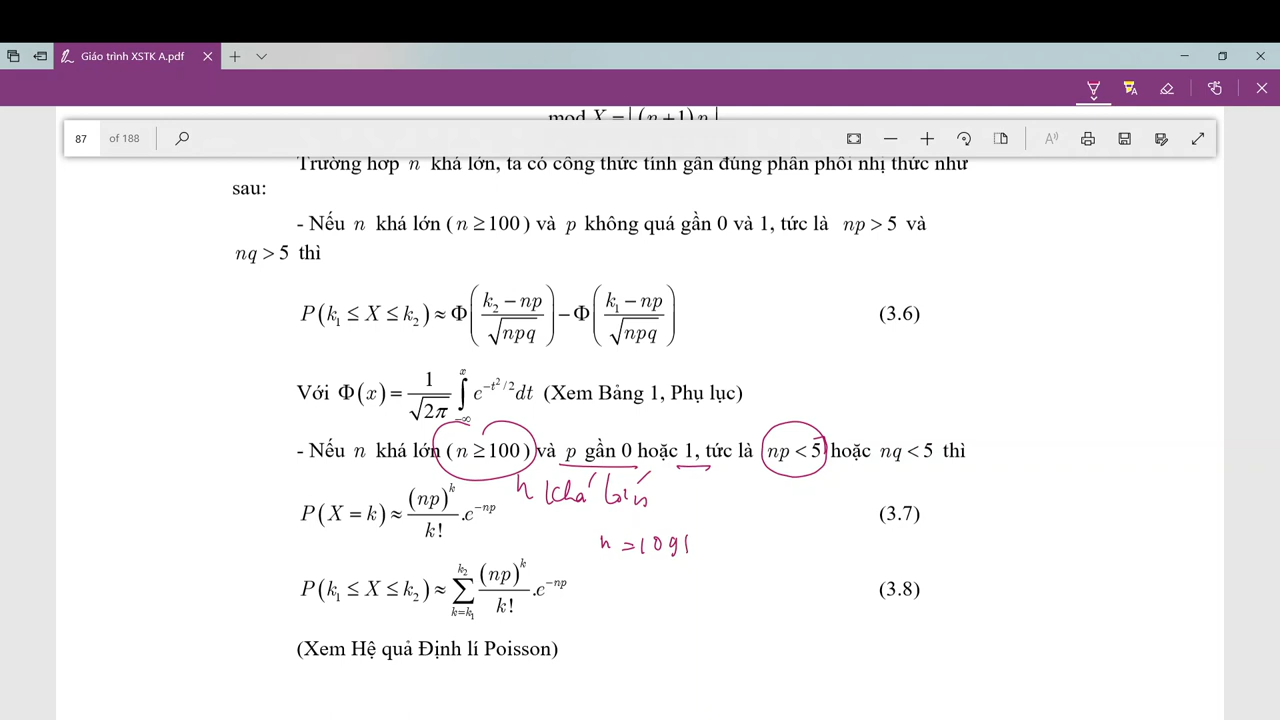 Giáo trình XSTK A.pdf
mod X = [(n+1)p]
87 of 188
Trường hợp n khá lớn, ta có công thức tính gần đúng phân phối nhị thức như
sau:
- Nếu n khá lớn ( n ≥ 100 ) và p không quá gần 0 và 1, tức là np > 5 và
nq > 5 thì
P(k₁ ≤ X ≤ k₂) ≈ Φ((k₂ − np)/√npq) − Φ((k₁ − np)/√npq) (3.6)
Với Φ(x) = 1/√2π ∫_{−∞}^{x} e^{−t²/2}dt (Xem Bảng 1, Phụ lục)
- Nếu n khá lớn ( n ≥ 100 ) và p gần 0 hoặc 1, tức là np < 5 hoặc nq < 5 thì
n khá lớn
P(X = k) ≈ (np)^k/k! .e^{−np} (3.7)
n = 1091
P(k₁ ≤ X ≤ k₂) ≈ ∑_{k=k₁}^{k₂} (np)^k/k! .e^{−np} (3.8)
(Xem Hệ quả Định lí Poisson)